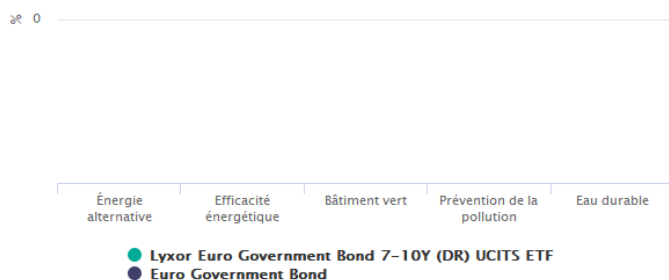 % 0
Énergie alternative
Efficacité énergétique
Bâtiment vert
Prévention de la pollution
Eau durable
Lyxor Euro Government Bond 7-10Y (DR) UCITS ETF
Euro Government Bond